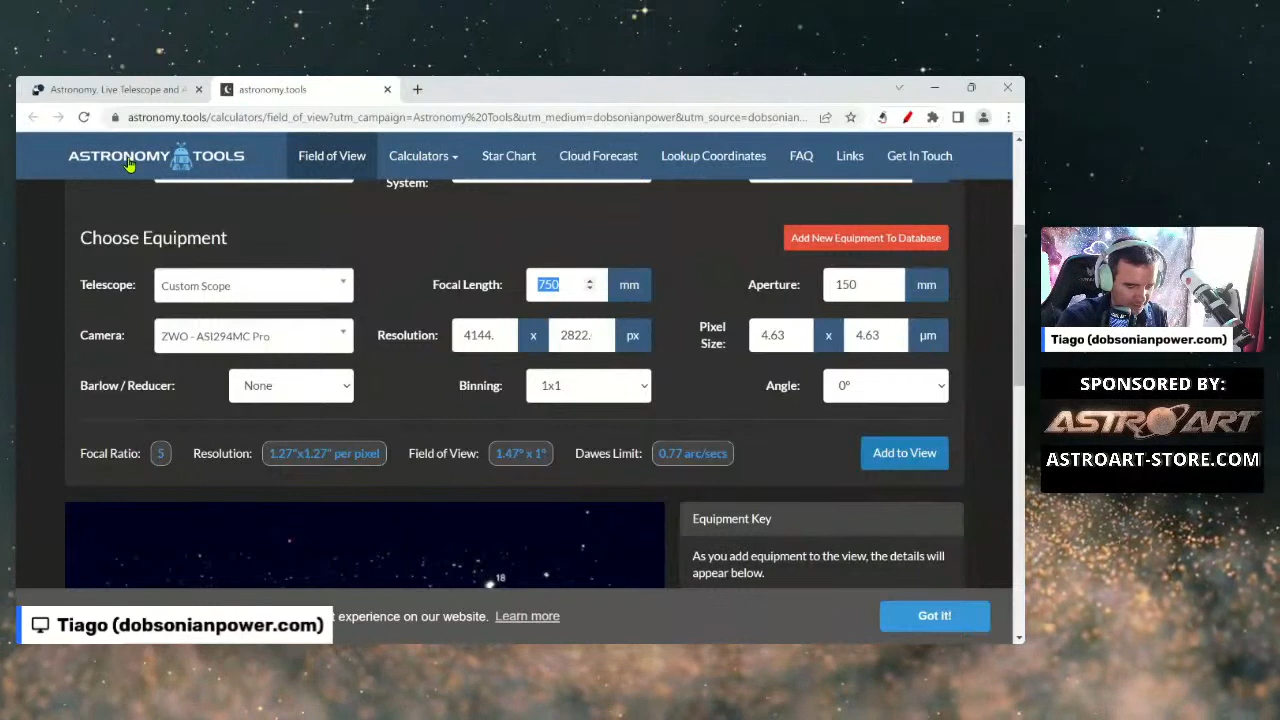 Astronomy, Live Telescope and A
astronomy.tools
astronomy.tools/calculators/field_of_view?utm_campaign=Astronomy%20Tools&utm_medium=dobsonianpower&utm_source=dobsonian...
ASTRONOMY TOOLS
Field of View
Calculators
Star Chart
Cloud Forecast
Lookup Coordinates
FAQ
Links
Get In Touch
System:
Choose Equipment
Add New Equipment To Database
Telescope: Custom Scope Focal Length: 750 mm Aperture: 150 mm
Camera: ZWO - ASI294MC Pro Resolution: 4144. x 2822. px Pixel Size: 4.63 x 4.63 µm
Barlow / Reducer: None Binning: 1x1 Angle: 0°
Focal Ratio: 5 Resolution: 1.27"x1.27" per pixel Field of View: 1.47° x 1° Dawes Limit: 0.77 arc/secs Add to View
18
Equipment Key
As you add equipment to the view, the details will
appear below.
t experience on our website. Learn more
Got it!
Tiago (dobsonianpower.com)
Tiago (dobsonianpower.com)
SPONSORED BY:
ASTROART
ASTROART-STORE.COM